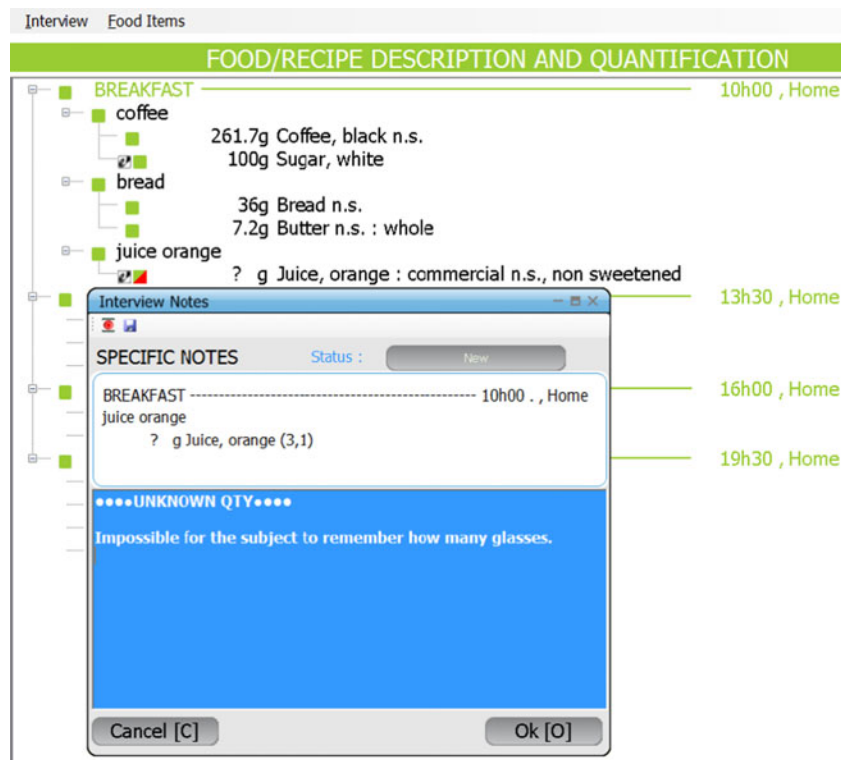 Interview Food Items
FOOD/RECIPE DESCRIPTION AND QUANTIFICATION
BREAKFAST 10h00 , Home
coffee
261.7g Coffee, black n.s.
100g Sugar, white
bread
36g Bread n.s.
7.2g Butter n.s. : whole
juice orange
? g Juice, orange : commercial n.s., non sweetened
13h30 , Home
Interview Notes
SPECIFIC NOTES Status : New
BREAKFAST ---------------------------------------------------- 10h00 . , Home
juice orange
? g Juice, orange (3,1)
16h00 , Home
19h30 , Home
••••UNKNOWN QTY••••
Impossible for the subject to remember how many glasses.
Cancel [C] Ok [O]